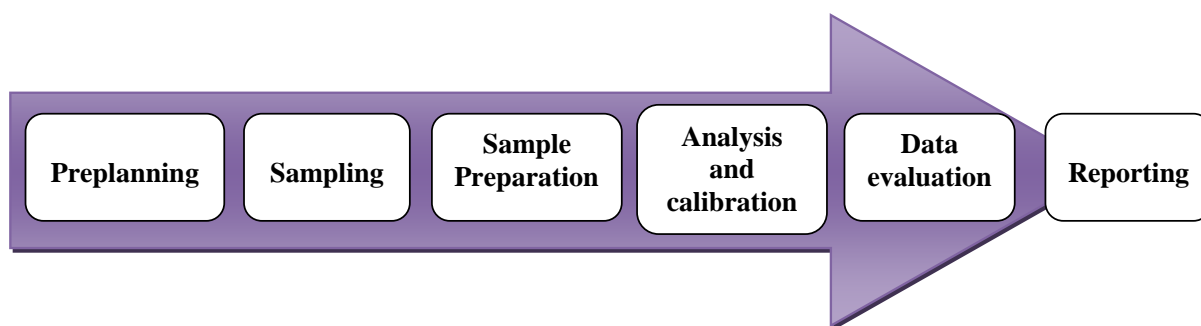 Preplanning
Sampling
Sample
Preparation
Analysis
and
calibration
Data
evaluation
Reporting